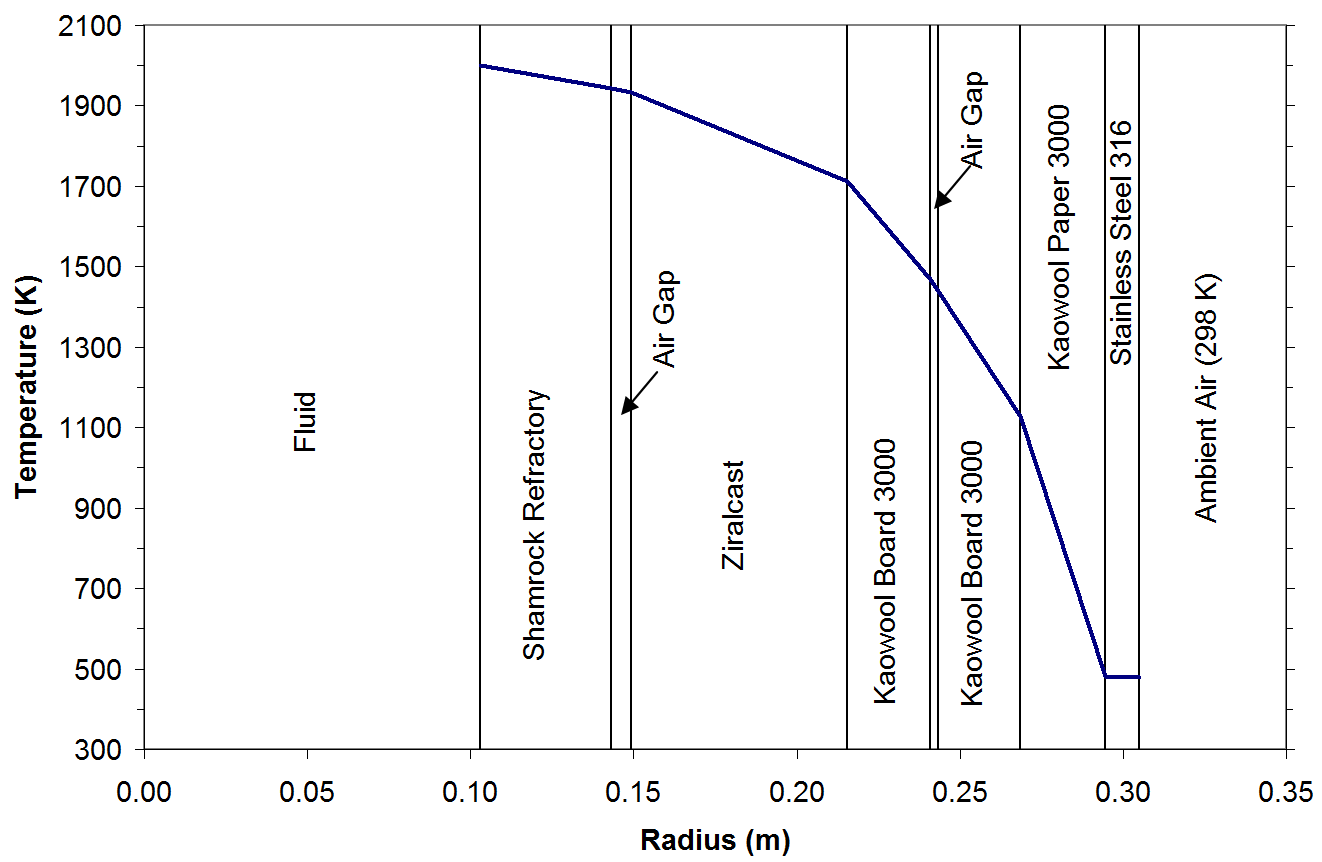 2100
1900
1700
1500
1300
1100
900
700
500
300
Temperature (K)
Fluid
Shamrock Refractory
Air Gap
Ziralcast
Kaowool Board 3000
Air Gap
Kaowool Board 3000
Kaowool Paper 3000
Stainless Steel 316
Ambient Air (298 K)
0.00 0.05 0.10 0.15 0.20 0.25 0.30 0.35
Radius (m)